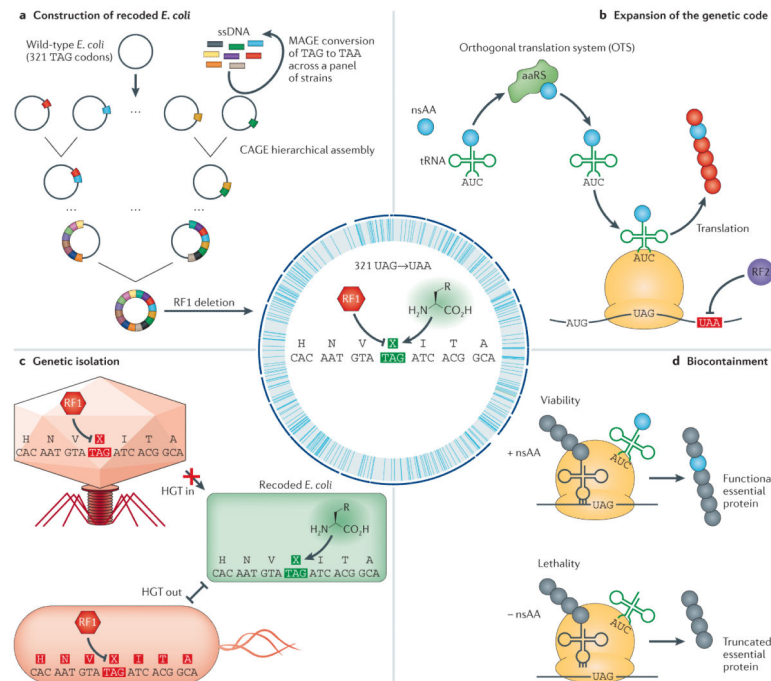 a Construction of recoded E. coli
Wild-type E. coli
(321 TAG codons)
ssDNA
MAGE conversion
of TAG to TAA
across a panel
of strains
...
CAGE hierarchical assembly
... ...
RF1 deletion
b Expansion of the genetic code
Orthogonal translation system (OTS)
aaRS
nsAA
tRNA
AUC
AUC
Translation
AUC
RF2
UAG
AUG
UAA
321 UAG→UAA
RF1
R
H₂N
CO₂H
H N V X I T A
CAC AAT GTA TAG ATC ACG GCA
c Genetic isolation
RF1
H N V X I T A
CAC AAT GTA TAG ATC ACG GCA
HGT in
Recoded E. coli
R
H₂N
CO₂H
H N V X I T A
CAC AAT GTA TAG ATC ACG GCA
HGT out
RF1
H N V X I T A
CAC AAT GTA TAG ATC ACG GCA
d Biocontainment
Viability
+ nsAA
AUC
UAG
Functional
essential
protein
Lethality
– nsAA
AUC
UAG
Truncated
essential
protein